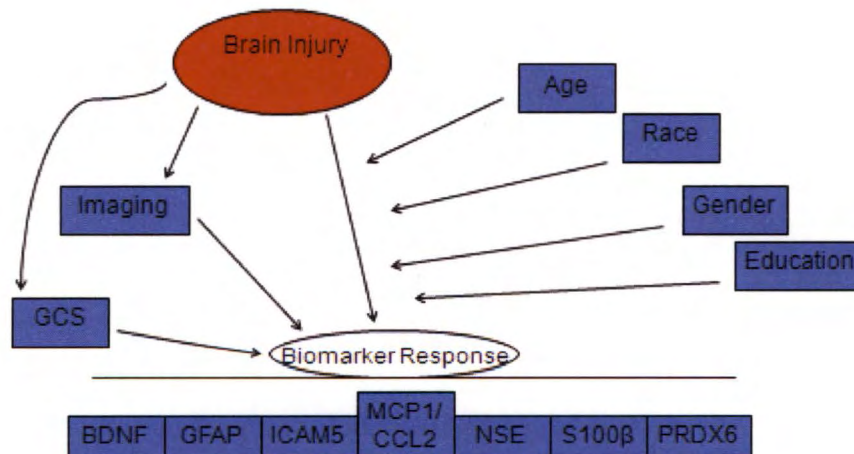 Brain Injury
Age
Race
Imaging
Gender
Education
GCS
Biomarker Response
MCP1/
CCL2
BDNF
GFAP
ICAM5
NSE
S100β
PRDX6